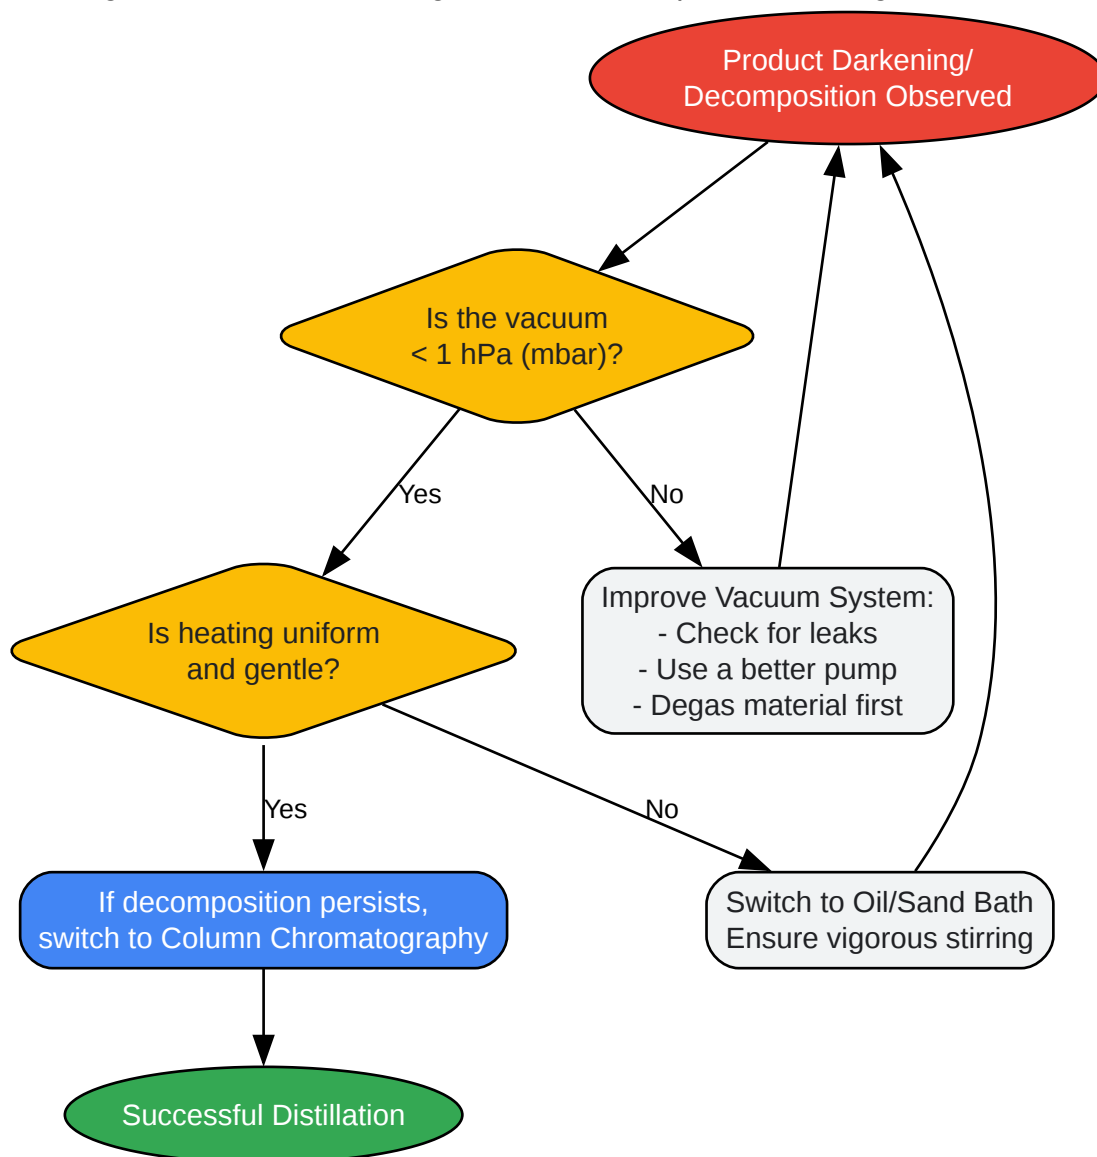 Product Darkening/
Decomposition Observed
Is the vacuum
< 1 hPa (mbar)?
Yes
No
Is heating uniform
and gentle?
Improve Vacuum System:
- Check for leaks
- Use a better pump
- Degas material first
Yes
No
If decomposition persists,
switch to Column Chromatography
Switch to Oil/Sand Bath
Ensure vigorous stirring
Successful Distillation